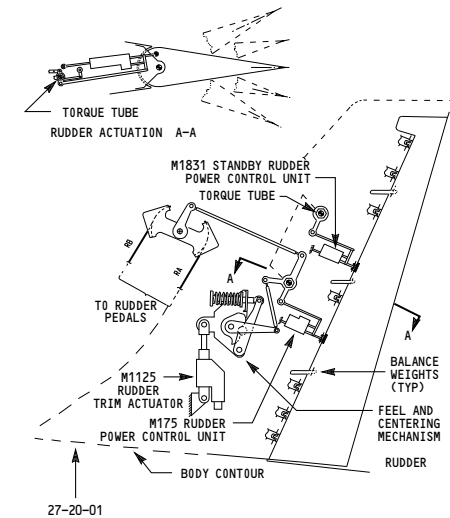 TORQUE TUBE
RUDDER ACTUATION A-A
M1831 STANDBY RUDDER
POWER CONTROL UNIT
TORQUE TUBE
RB
RA
A
TO RUDDER
PEDALS
A
M1125
RUDDER
TRIM ACTUATOR
BALANCE
WEIGHTS
(TYP)
M175 RUDDER
POWER CONTROL UNIT
FEEL AND
CENTERING
MECHANISM
RUDDER
BODY CONTOUR
27-20-01